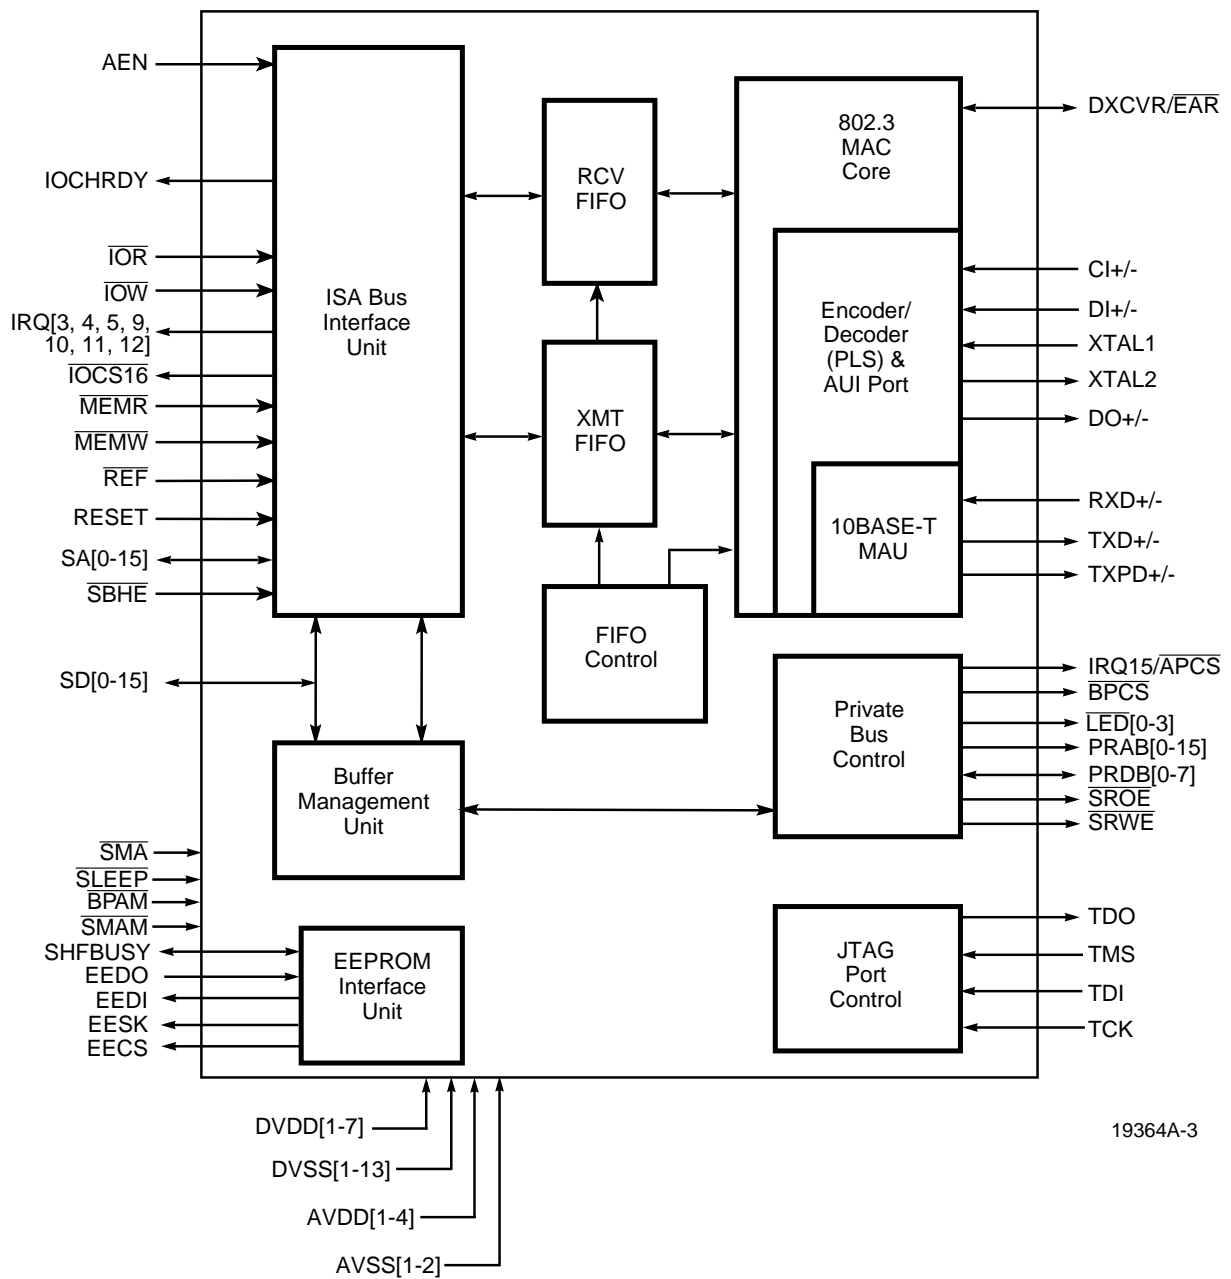 AEN
IOCHRDY
IOR
IOW
IRQ[3, 4, 5, 9,
10, 11, 12]
IOCS16
MEMR
MEMW
REF
RESET
SA[0-15]
SBHE
SD[0-15]
SMA
SLEEP
BPAM
SMAM
SHFBUSY
EEDO
EEDI
EESK
EECS
ISA Bus
Interface
Unit
Buffer
Management
Unit
EEPROM
Interface
Unit
RCV
FIFO
XMT
FIFO
FIFO
Control
802.3
MAC
Core
Encoder/
Decoder
(PLS) &
AUI Port
10BASE-T
MAU
Private
Bus
Control
JTAG
Port
Control
DXCVR/EAR
CI+/-
DI+/-
XTAL1
XTAL2
DO+/-
RXD+/-
TXD+/-
TXPD+/-
IRQ15/APCS
BPCS
LED[0-3]
PRAB[0-15]
PRDB[0-7]
SROE
SRWE
TDO
TMS
TDI
TCK
DVDD[1-7]
DVSS[1-13]
AVDD[1-4]
AVSS[1-2]
19364A-3